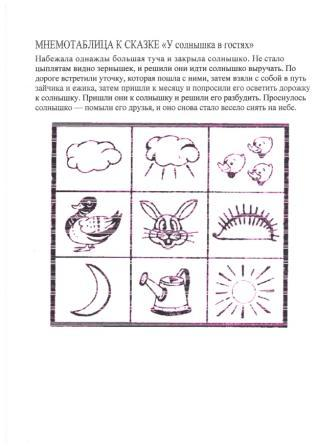 МНЕМОТАБЛИЦА К СКАЗКЕ «У солнышка в гостях»
Набежала однажды большая туча и закрыла солнышко. Не стало
цыплятам видно зернышек, и решили они идти солнышко выручать. По
дороге встретили уточку, которая пошла с ними, затем взяли с собой в путь
зайчика и ежика, затем пришли к месяцу и попросили его осветить дорожку
к солнышку. Пришли они к солнышку и решили его разбудить. Проснулось
солнышко — помыли его друзья, и оно снова стало весело сиять на небе.